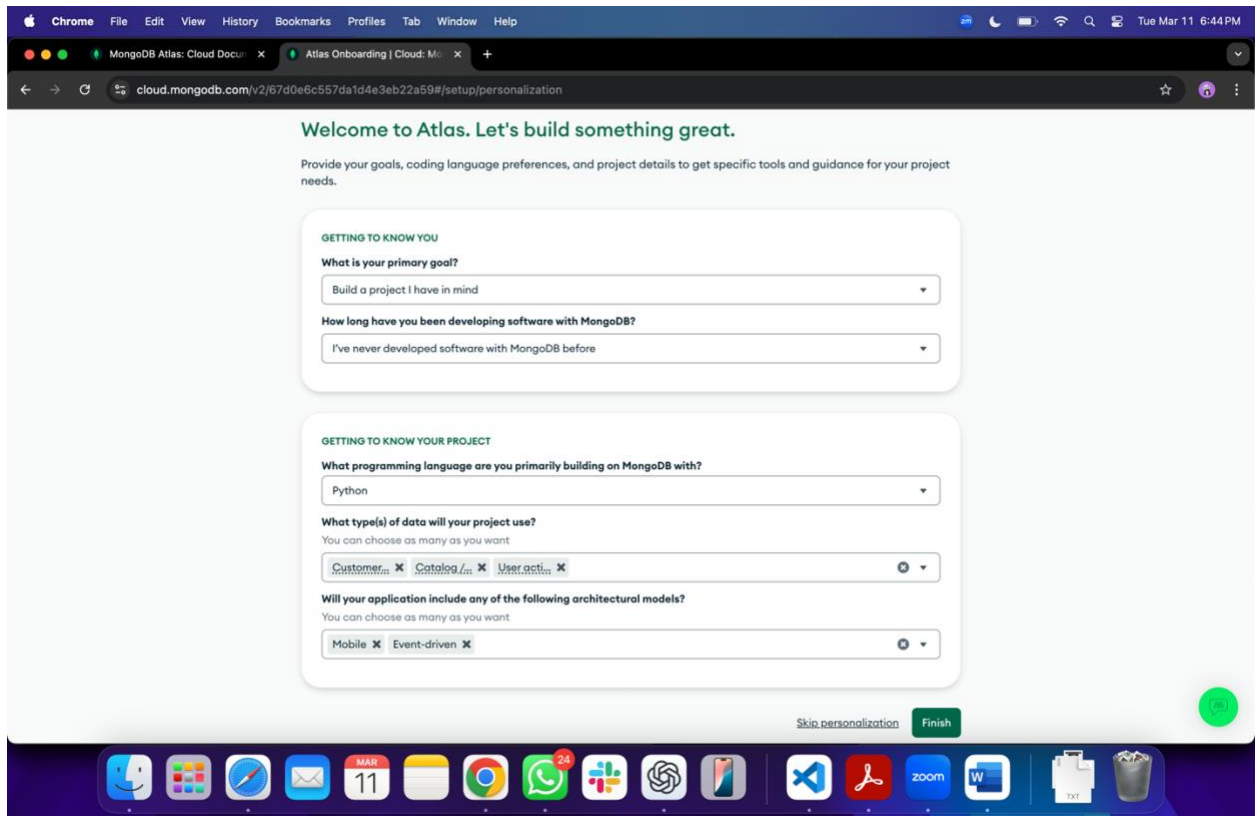 Chrome File Edit View History Bookmarks Profiles Tab Window Help zm Tue Mar 11 6:44 PM
MongoDB Atlas: Cloud Docum Atlas Onboarding | Cloud: Mo
cloud.mongodb.com/v2/67d0e6c557da1d4e3eb22a59#/setup/personalization
Welcome to Atlas. Let's build something great.
Provide your goals, coding language preferences, and project details to get specific tools and guidance for your project
needs.
GETTING TO KNOW YOU
What is your primary goal?
Build a project I have in mind
How long have you been developing software with MongoDB?
I've never developed software with MongoDB before
GETTING TO KNOW YOUR PROJECT
What programming language are you primarily building on MongoDB with?
Python
What type(s) of data will your project use?
You can choose as many as you want
Customer... Catalog /... User acti...
Will your application include any of the following architectural models?
You can choose as many as you want
Mobile Event-driven
Skip personalization Finish
MAR
11
24
zoom
W
TXT